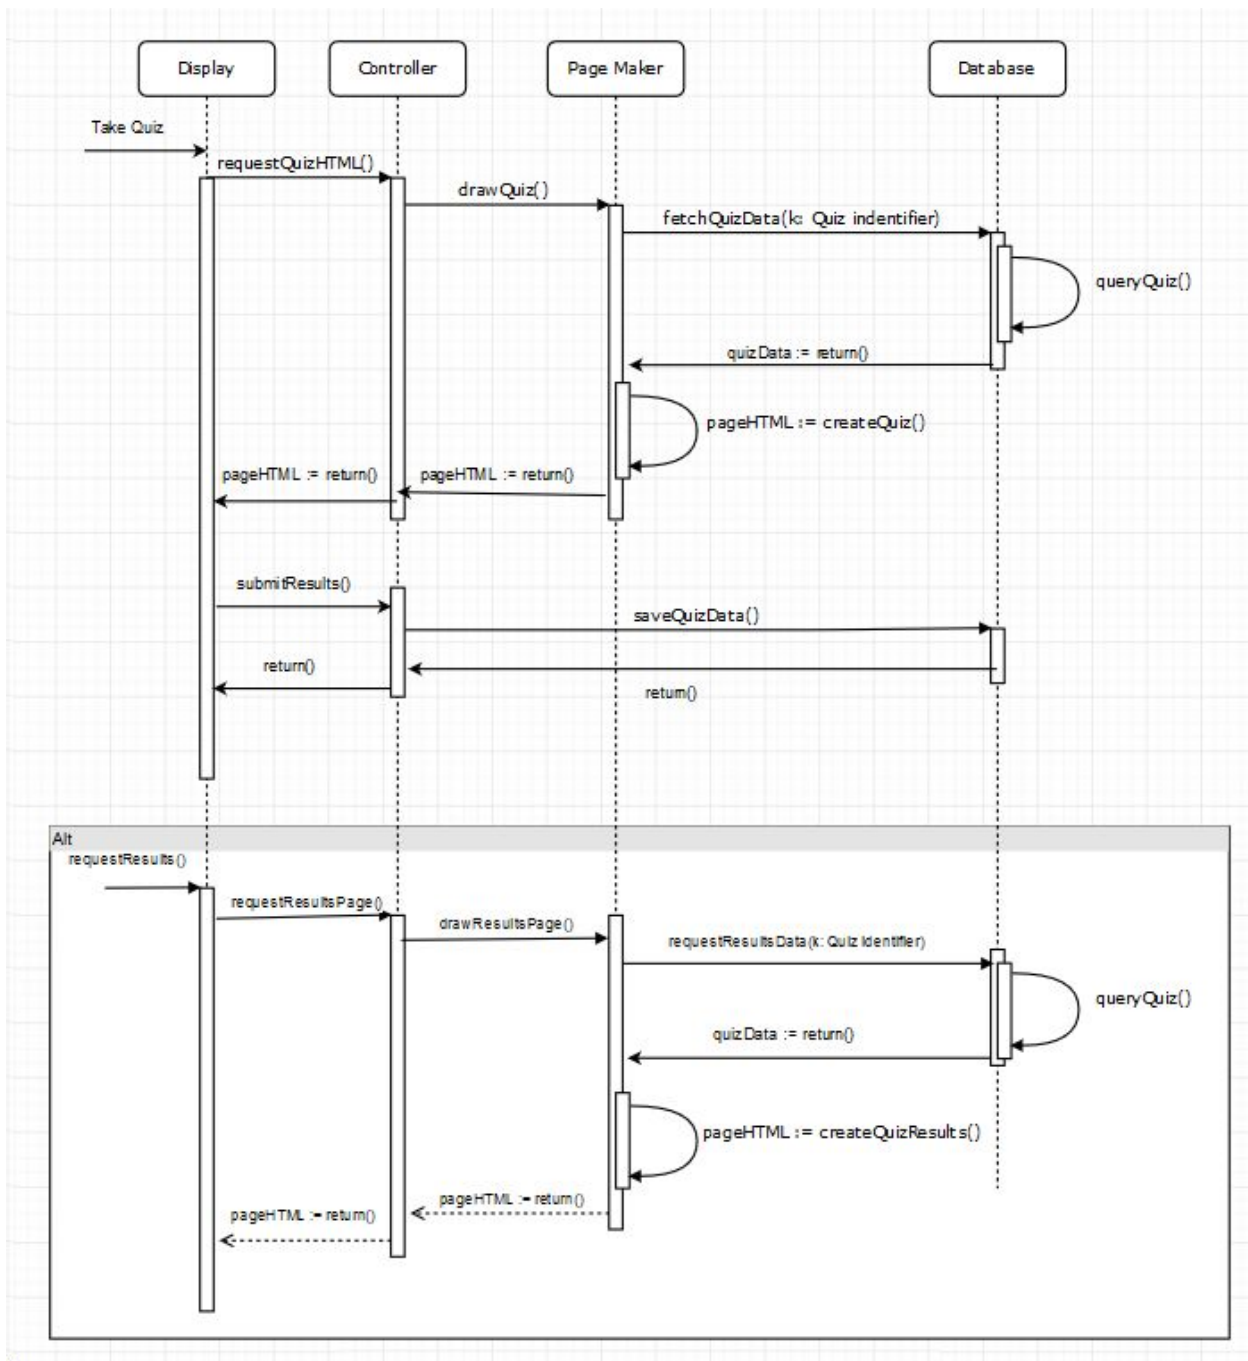 Display
Controller
Page Maker
Database
Take Quiz
requestQuizHTML()
drawQuiz()
fetchQuizData(k: Quiz indentifier)
queryQuiz()
quizData := return()
pageHTML := createQuiz()
pageHTML := return()
pageHTML := return()
submitResults()
saveQuizData()
return()
return()
Alt
requestResults()
requestResultsPage()
drawResultsPage()
requestResultsData(k: Quiz Identifier)
queryQuiz()
quizData := return()
pageHTML := createQuizResults()
pageHTML := return()
pageHTML := return()